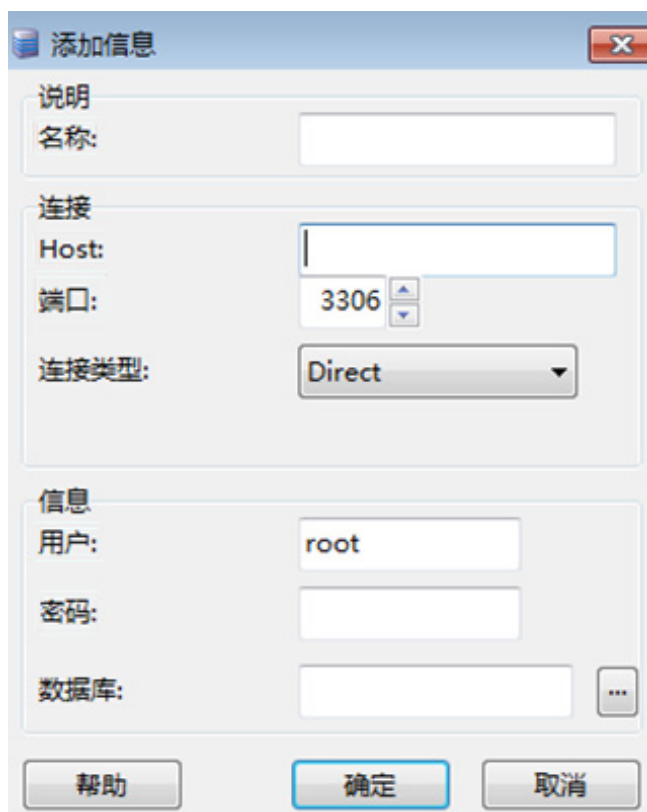 添加信息
说明
名称:
连接
Host:
端口: 3306
连接类型: Direct
信息
用户: root
密码:
数据库: ...
帮助 确定 取消